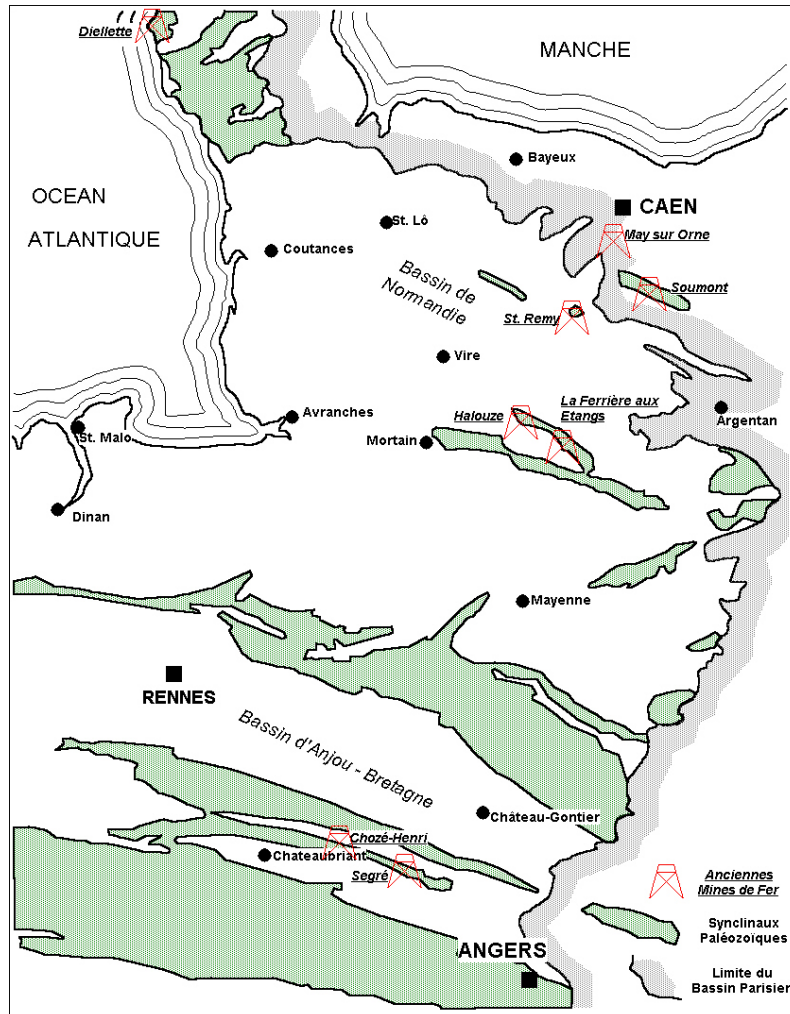 Diellette
MANCHE
Bayeux
OCEAN
ATLANTIQUE
CAEN
St. Lô
May sur Orne
Coutances
Bassin de
Normandie
Soumont
St. Remy
Vire
La Ferrière aux
Etangs
Halouze
Avranches
Argentan
St. Malo
Mortain
Dinan
Mayenne
RENNES
Bassin d'Anjou - Bretagne
Château-Gontier
Chozé-Henri
Chateaubriant
Segré
Anciennes
Mines de Fer
Synclinaux
Paléozoïques
ANGERS
Limite du
Bassin Parisien